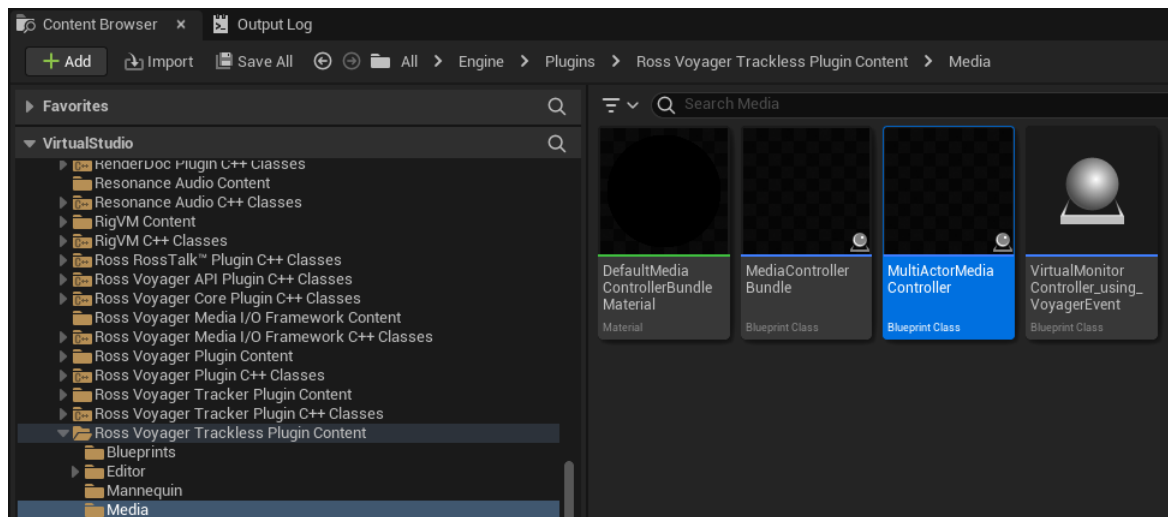 Content Browser
Output Log
Add
Import
Save All
All > Engine > Plugins > Ross Voyager Trackless Plugin Content > Media
Favorites
Search Media
VirtualStudio
RenderDoc Plugin C++ Classes
Resonance Audio Content
Resonance Audio C++ Classes
RigVM Content
RigVM C++ Classes
Ross RossTalk™ Plugin C++ Classes
Ross Voyager API Plugin C++ Classes
Ross Voyager Core Plugin C++ Classes
Ross Voyager Media I/O Framework Content
Ross Voyager Media I/O Framework C++ Classes
Ross Voyager Plugin Content
Ross Voyager Plugin C++ Classes
Ross Voyager Tracker Plugin Content
Ross Voyager Tracker Plugin C++ Classes
Ross Voyager Trackless Plugin Content
Blueprints
Editor
Mannequin
Media
DefaultMedia
ControllerBundle
Material
Material
MediaController
Bundle
Blueprint Class
MultiActorMedia
Controller
Blueprint Class
VirtualMonitor
Controller_using_
VoyagerEvent
Blueprint Class